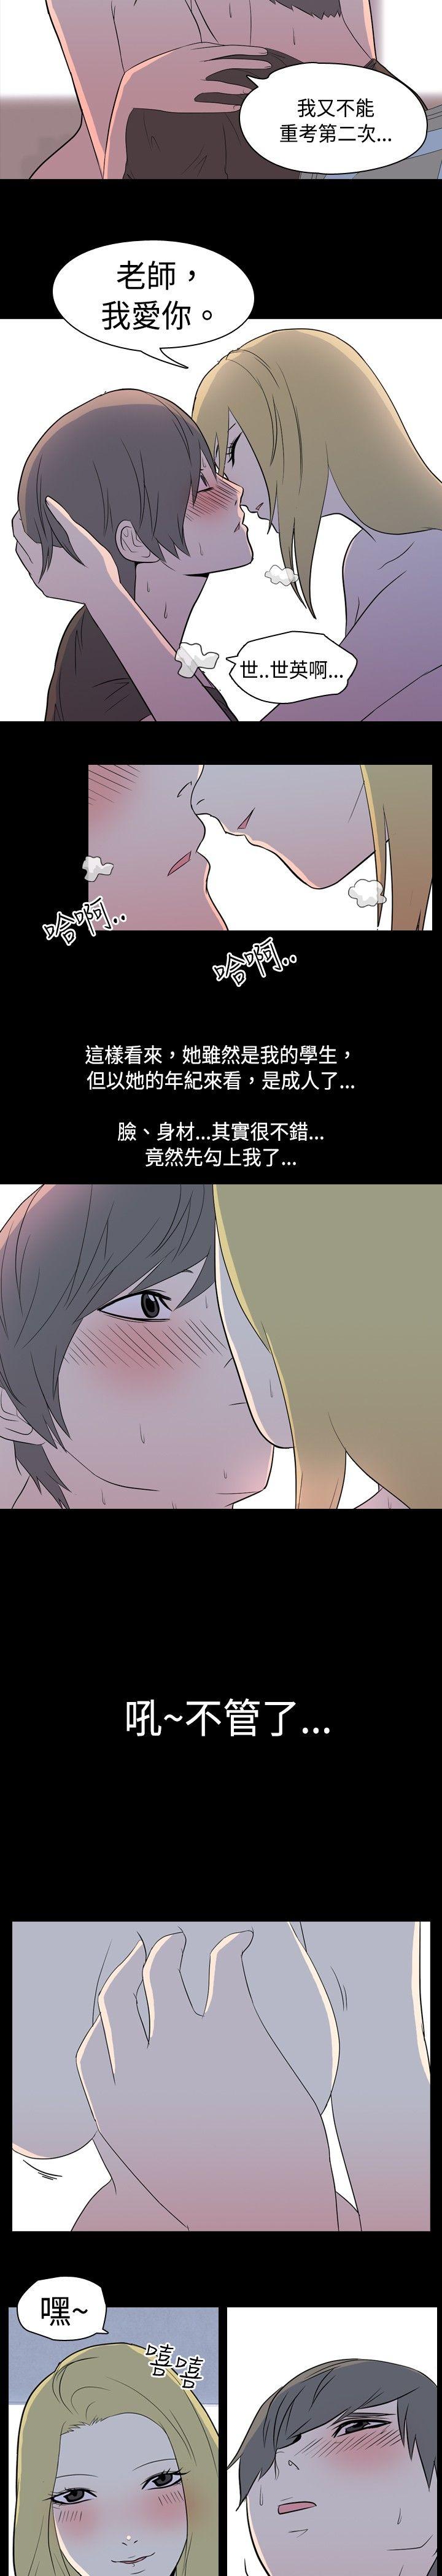 我又不能
重考第二次...
老師，
我愛你。
世..世英啊...
哈啊..
哈啊..
這樣看來，她雖然是我的學生，
但以她的年紀來看，是成人了...
臉、身材...其實很不錯...
竟然先勾上我了...
吼~不管了...
嘿~
嘻嘻